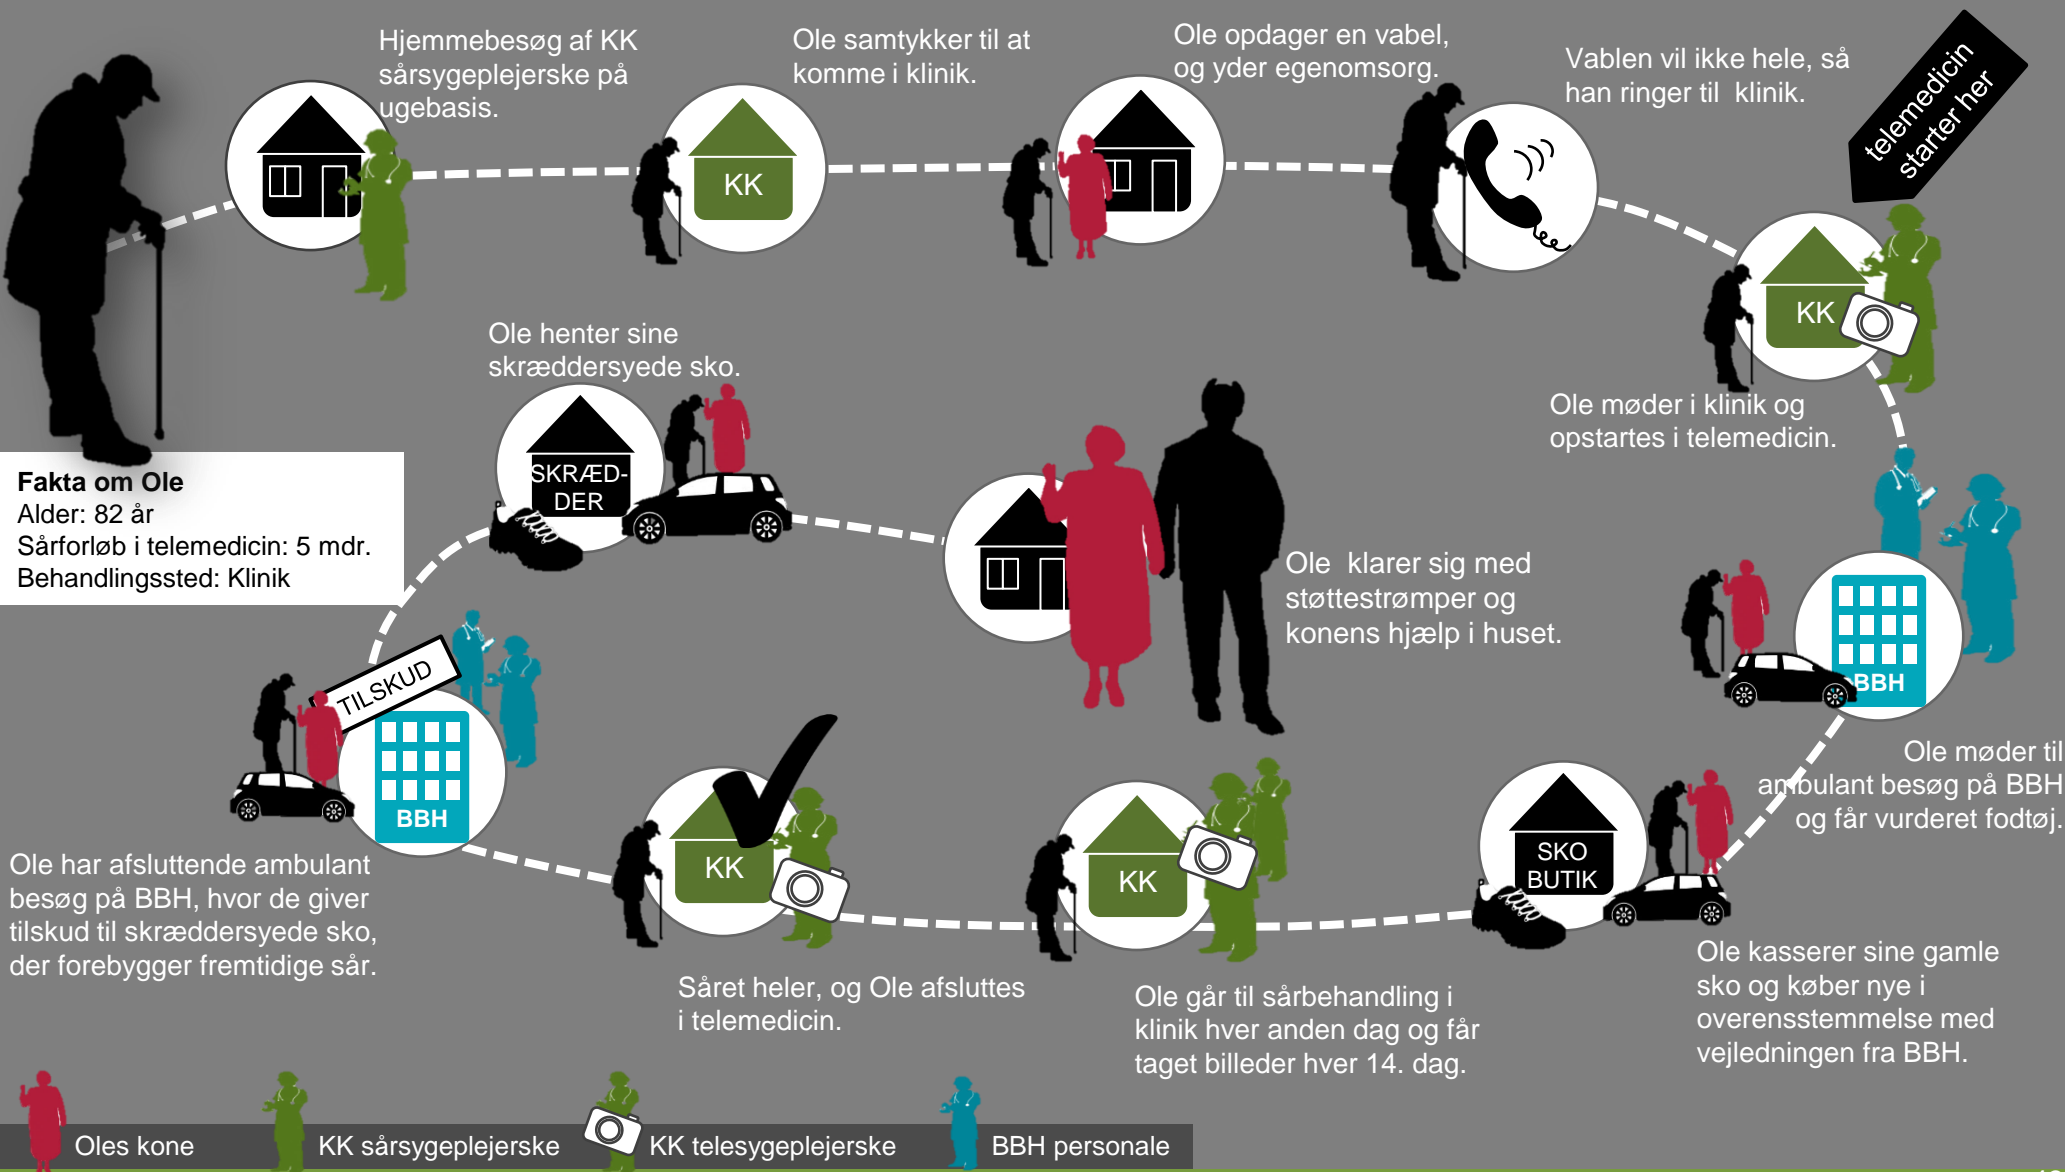 Hjemmebesøg af KK
sårsygeplejerske på
ugebasis.
Ole samtykker til at
komme i klinik.
KK
Ole opdager en vabel,
og yder egenomsorg.
Vablen vil ikke hele, så
han ringer til  klinik.
telemedicin
starter her
KK
Ole møder i klinik og
opstartes i telemedicin.
BBH
Ole møder til
ambulant besøg på BBH
og får vurderet fodtøj.
SKO
BUTIK
Ole kasserer sine gamle
sko og køber nye i
overensstemmelse med
vejledningen fra BBH.
KK
Ole går til sårbehandling i
klinik hver anden dag og får
taget billeder hver 14. dag.
KK
Såret heler, og Ole afsluttes
i telemedicin.
TILSKUD
BBH
Ole har afsluttende ambulant
besøg på BBH, hvor de giver
tilskud til skræddersyede sko,
der forebygger fremtidige sår.
Ole henter sine
skræddersyede sko.
SKRÆD-
DER
Ole  klarer sig med
støttestrømper og
konens hjælp i huset.
Fakta om Ole
Alder: 82 år
Sårforløb i telemedicin: 5 mdr.
Behandlingssted: Klinik
Oles kone
KK sårsygeplejerske
KK telesygeplejerske
BBH personale